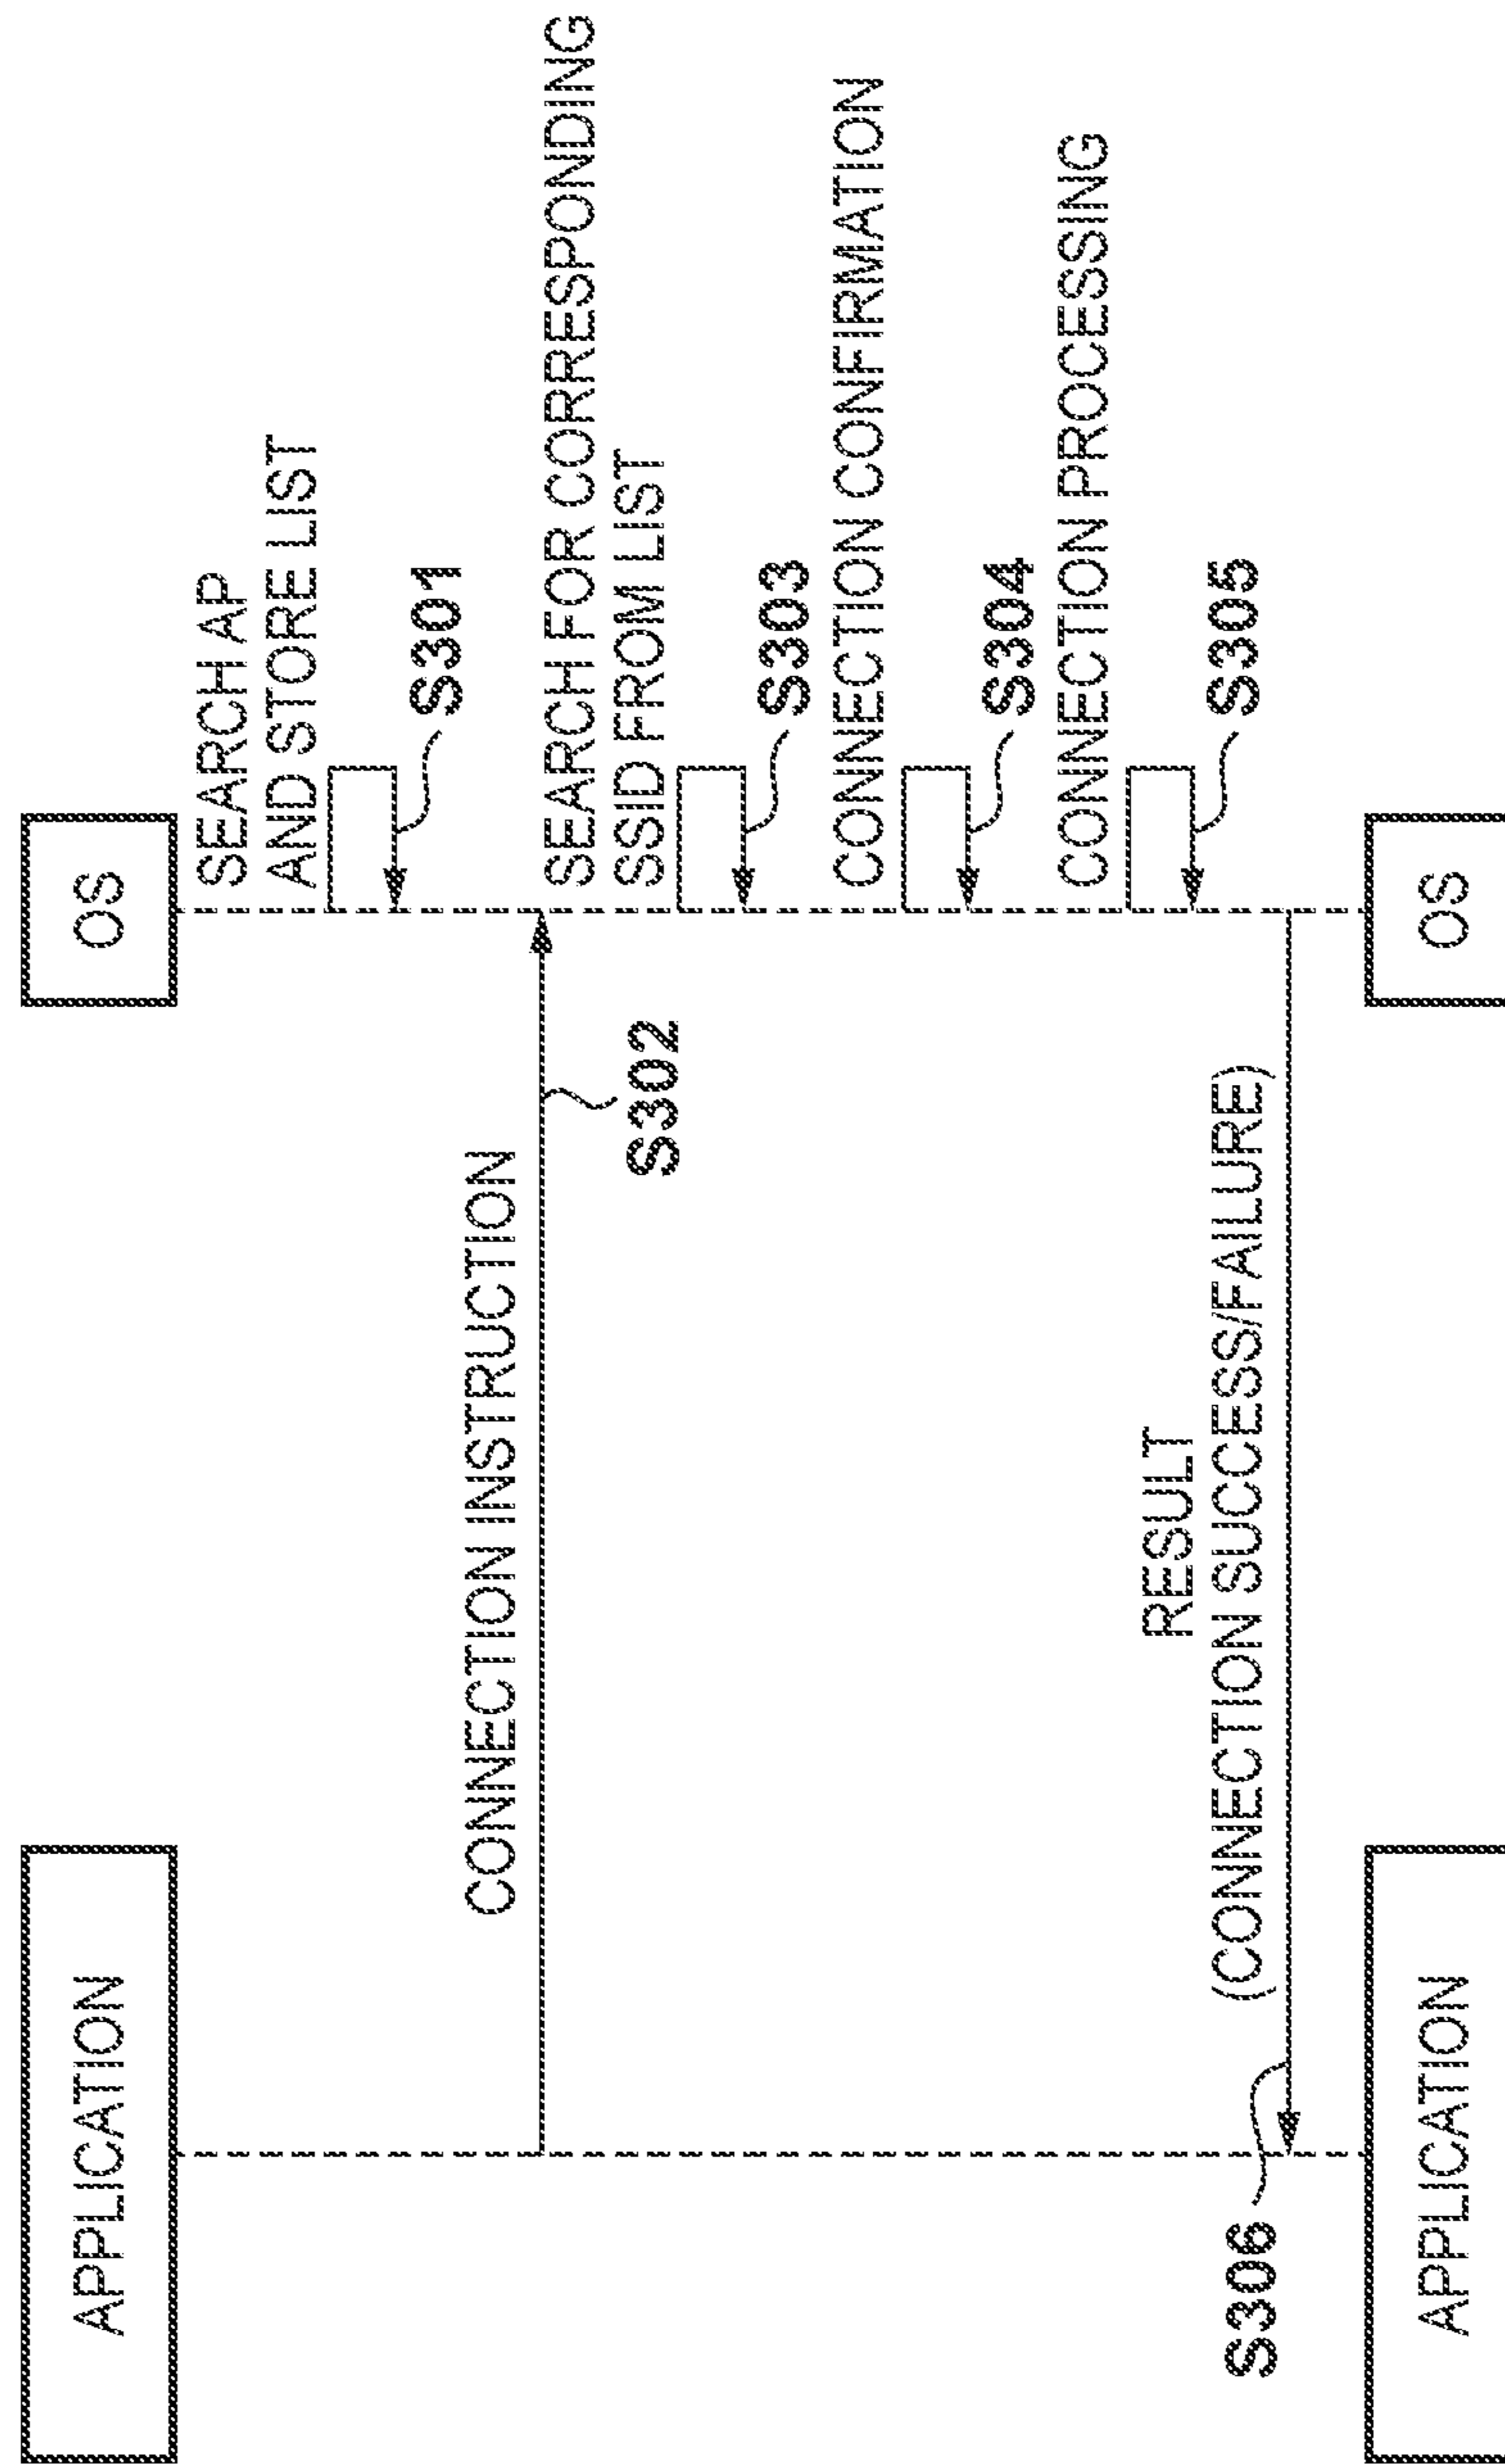 APPLICATION
OS
SEARCH AP
AND STORE LIST
S301
CONNECTION INSTRUCTION
S302
SEARCH FOR CORRESPONDING
SSID FROM LIST
S303
CONNECTION CONFIRMATION
S304
CONNECTION PROCESSING
S305
RESULT
(CONNECTION SUCCESS/FAILURE)
S306
APPLICATION
OS